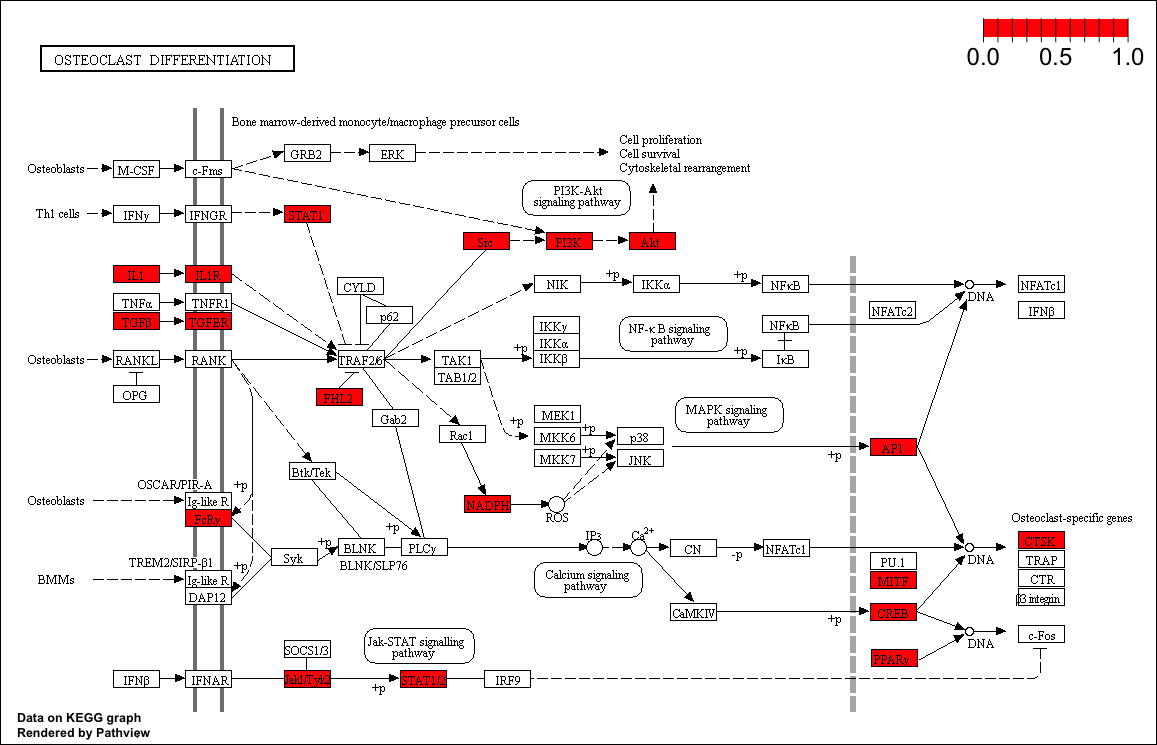 0.0 0.5 1.0
OSTEOCLAST DIFFERENTIATION
Bone marrow-derived monocyte/macrophage precursor cells
GRB2
ERK
Cell proliferation
Cell survival
Cytoskeletal rearrangement
Osteoblasts
M-CSF
c-Fms
PI3K-Akt
signaling pathway
Th1 cells
IFNγ
IFNGR
STAT1
Src
PI3K
Akt
IL1
IL1R
CYLD
p62
NIK
+p
IKKα
+p
NFκB
DNA
NFATc1
IFNβ
TNFα
TNFR1
TGFβ
TGFBR
NFATc2
IKKγ
IKKα
IKKβ
+p
NF-κ B signaling
pathway
NFκB
+p
IκB
Osteoblasts
RANKL
RANK
TRAF2/6
TAK1
TAB1/2
OPG
FHL2
Gab2
Rac1
+p
MEK1
MKK6
+p
p38
MKK7
+p
JNK
MAPK signaling
pathway
+p
AP1
Btk/Tek
OSCAR/PIR-A
+p
Osteoblasts
Ig-like R
FcRγ
NADPH
ROS
Osteoclast-specific genes
CTSK
TRAP
CTR
β3 integrin
DNA
+p
+p
BLNK
PLCγ
BLNK/SLP76
Syk
IP3
Ca2+
CN
-p
NFATc1
TREM2/SIRP-β1
+p
BMMs
Ig-like R
DAP12
Calcium signaling
pathway
PU.1
MITF
CaMKIV
+p
CREB
DNA
c-Fos
PPARγ
SOCS1/3
Jak-STAT signalling
pathway
IFNβ
IFNAR
Jak1/Tyk2
+p
STAT1/2
IRF9
Data on KEGG graph
Rendered by Pathview